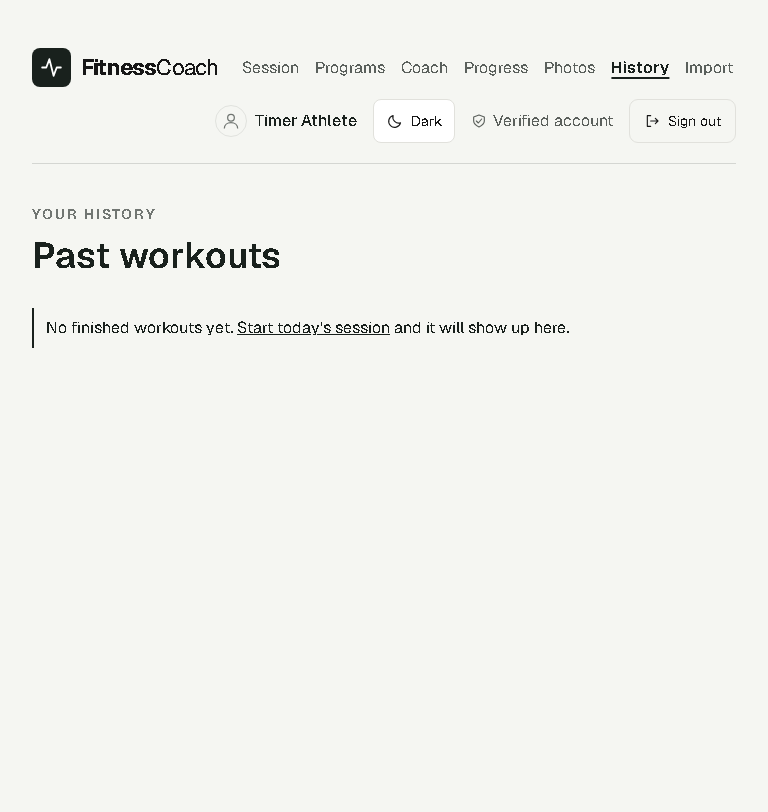 FitnessCoach Session Programs Coach Progress Photos History Import
Timer Athlete Dark Verified account Sign out
YOUR HISTORY
Past workouts
No finished workouts yet. Start today's session and it will show up here.